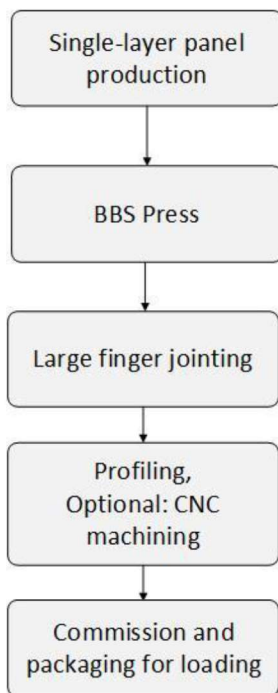 Single-layer panel
production
BBS Press
Large finger jointing
Profiling,
Optional: CNC
machining
Commission and
packaging for loading